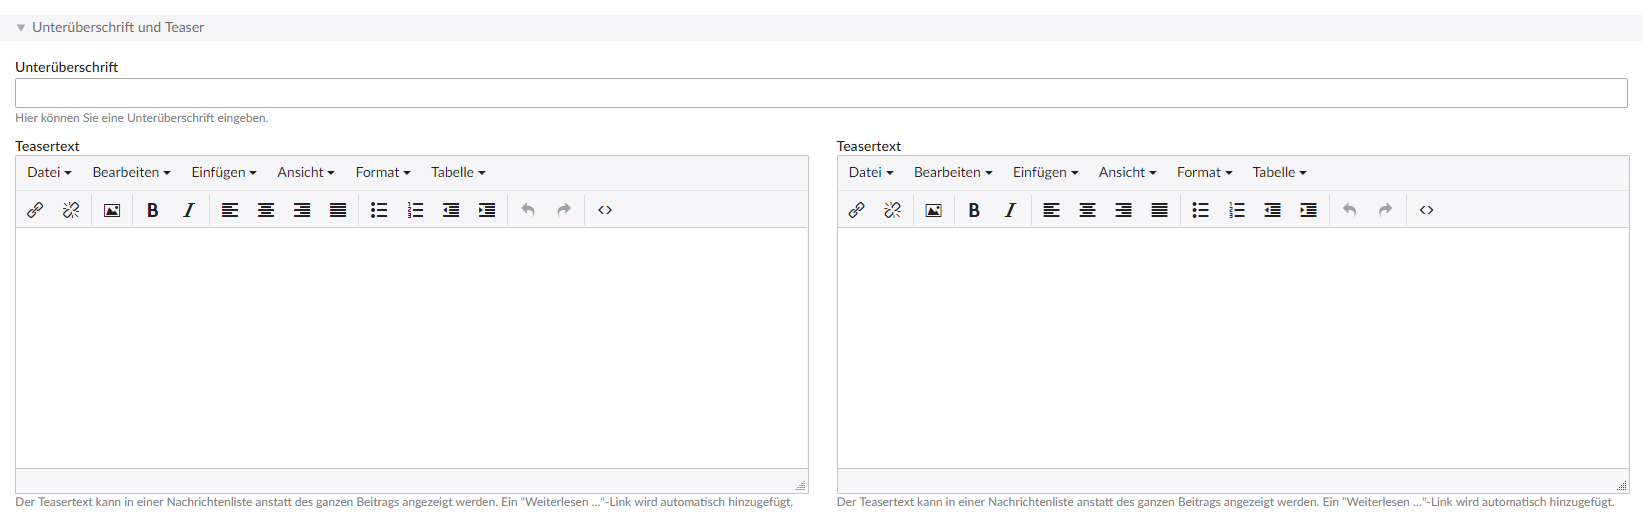 Unterüberschrift und Teaser
Unterüberschrift
Hier können Sie eine Unterüberschrift eingeben.
Teasertext
Datei Bearbeiten Einfügen Ansicht Format Tabelle
B I
Der Teasertext kann in einer Nachrichtenliste anstatt des ganzen Beitrags angezeigt werden. Ein "Weiterlesen …"-Link wird automatisch hinzugefügt.
Teasertext
Datei Bearbeiten Einfügen Ansicht Format Tabelle
B I
Der Teasertext kann in einer Nachrichtenliste anstatt des ganzen Beitrags angezeigt werden. Ein "Weiterlesen …"-Link wird automatisch hinzugefügt.